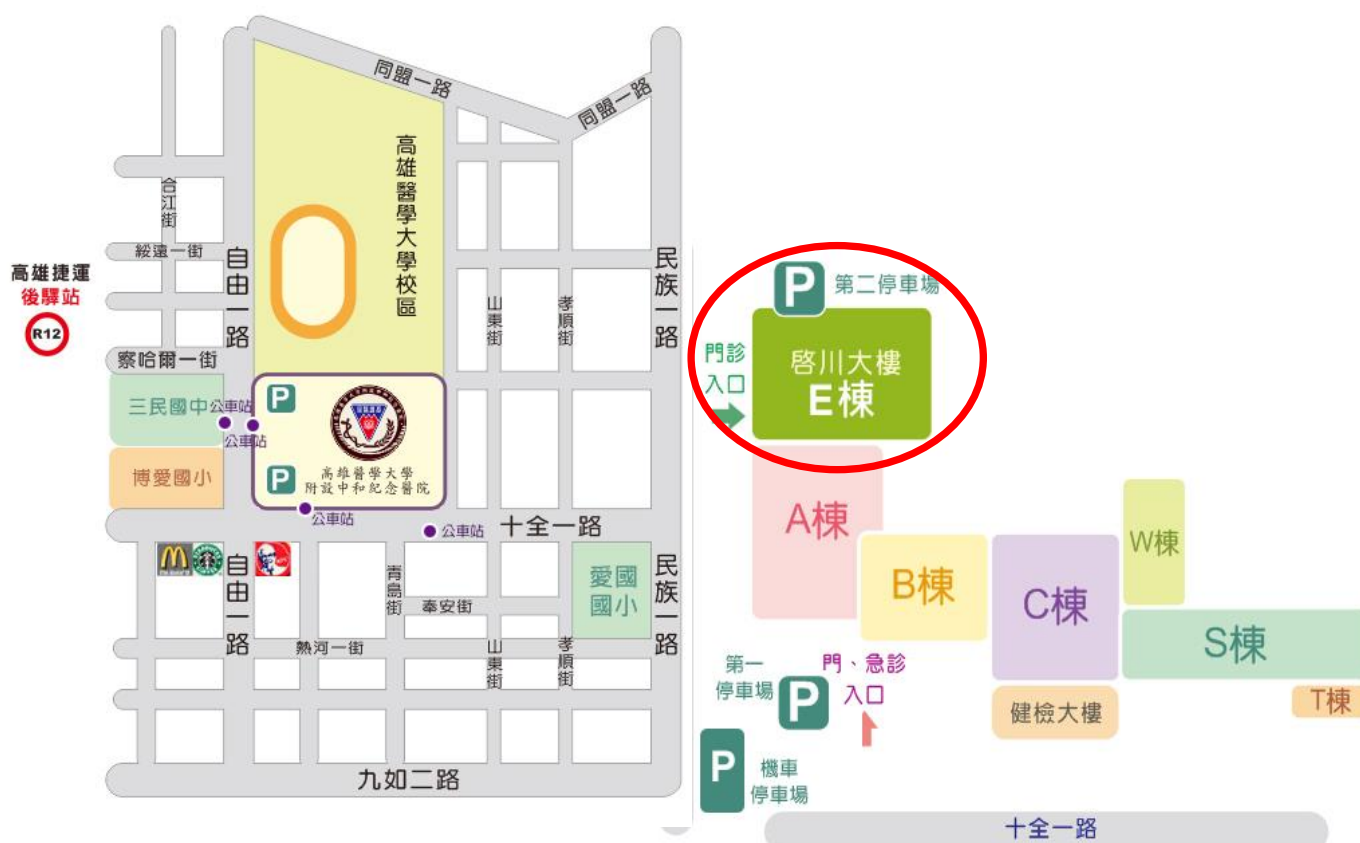 同盟一路
同盟一路
高雄醫學大學校區
合江街
綏遠一街
自由一路
民族一路
高雄捷運
後驛站
R12
山東街
孝順街
察哈爾一街
三民國中
公車站
公車站
P
博愛國小
P
高雄醫學大學
附設中和紀念醫院
公車站
公車站
十全一路
自由一路
青島街
奉安街
愛國
國小
民族一路
熱河一街
山東街
孝順街
九如二路
P
第二停車場
門診
入口
啓川大樓
E棟
A棟
B棟
C棟
W棟
S棟
T棟
健檢大樓
第一
停車場
P
門、急診
入口
P
機車
停車場
十全一路